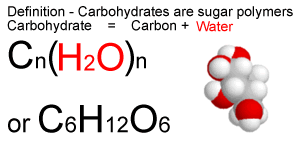 Definition - Carbohydrates are sugar polymers
Carbohydrate = Carbon + Water
Cn(H2O)n
or C6H12O6